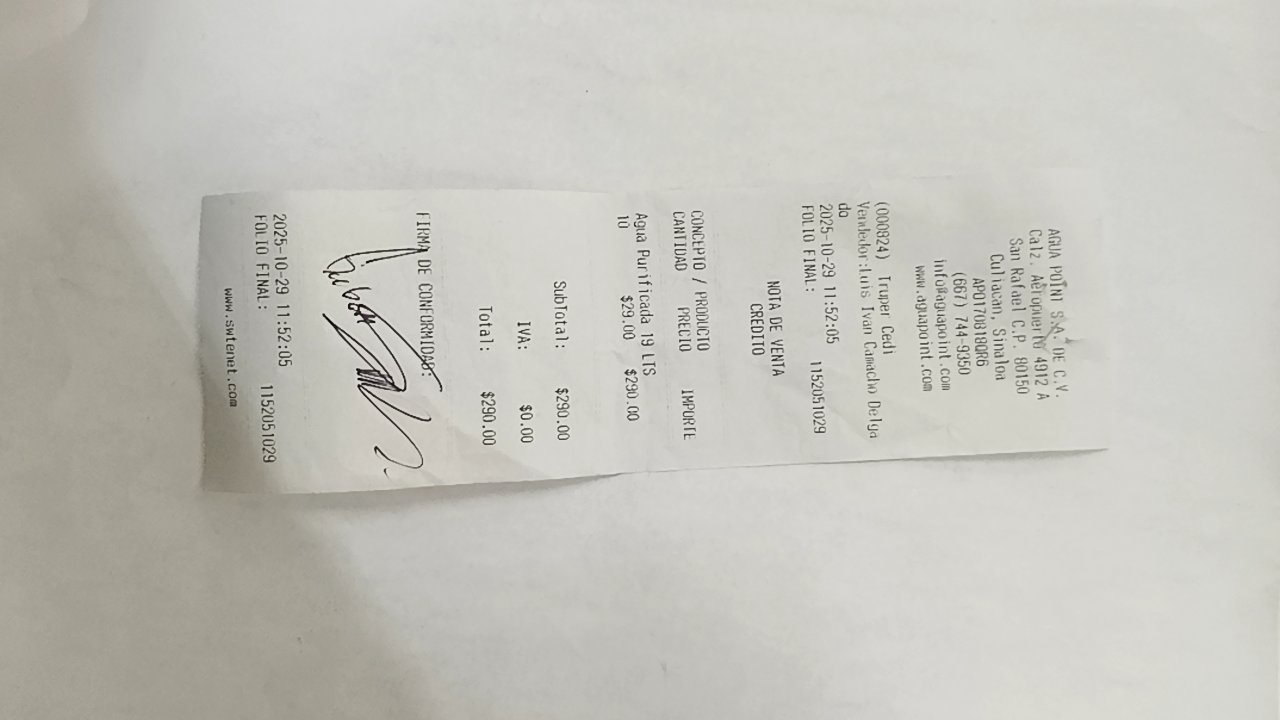 AGUA POINT S.A. DE C.V.
Calz. Aeropuerto 4912 A
San Rafael C.P. 80150
Culiacan, Sinaloa
APO170818QR6
(667) 744-9350
info@aguapoint.com
www.aguapoint.com
(000824) Truper Cedi
Vendedor:Luis Ivan Camacho Delga
do
2025-10-29 11:52:05 1152051029
FOLIO FINAL:
NOTA DE VENTA
CREDITO
CONCEPTO / PRODUCTO
CANTIDAD PRECIO IMPORTE
Agua Purificada 19 LTS
10 $29.00 $290.00
SubTotal: $290.00
IVA: $0.00
Total: $290.00
FIRMA DE CONFORMIDAD:
2025-10-29 11:52:05
FOLIO FINAL: 1152051029
www.swtenet.com